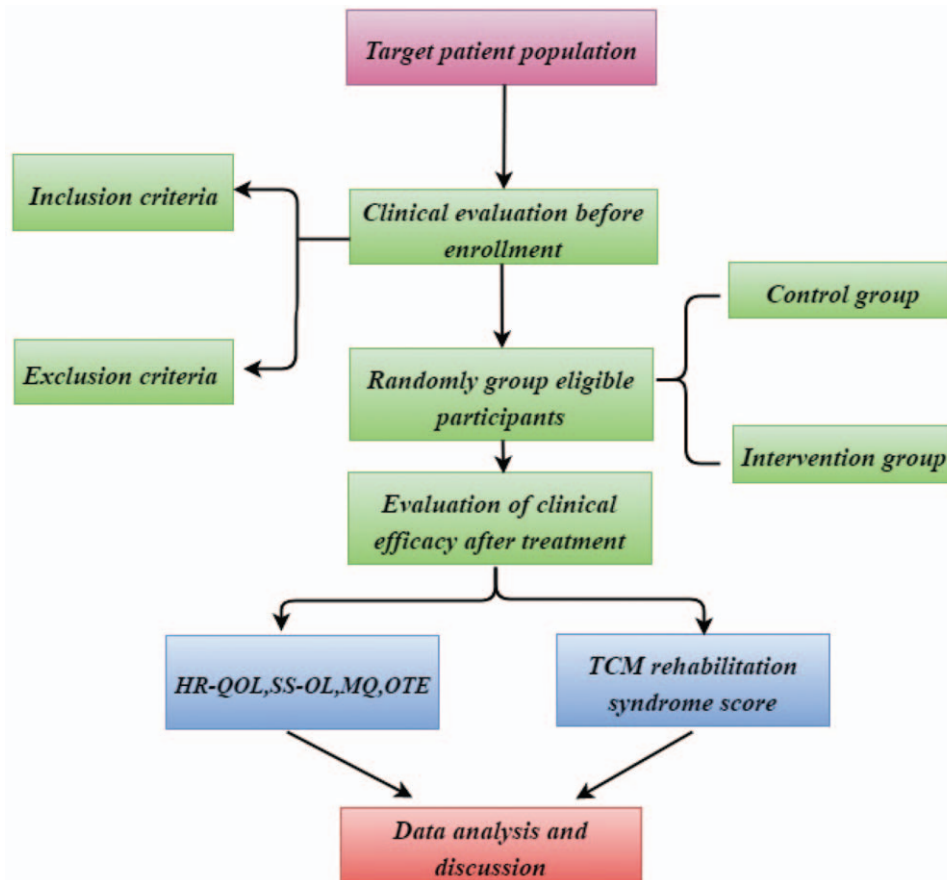 Target patient population
Inclusion criteria
Clinical evaluation before
enrollment
Control group
Exclusion criteria
Randomly group eligible
participants
Intervention group
Evaluation of clinical
efficacy after treatment
HR-QOL,SS-OL,MQ,OTE
TCM rehabilitation
syndrome score
Data analysis and
discussion